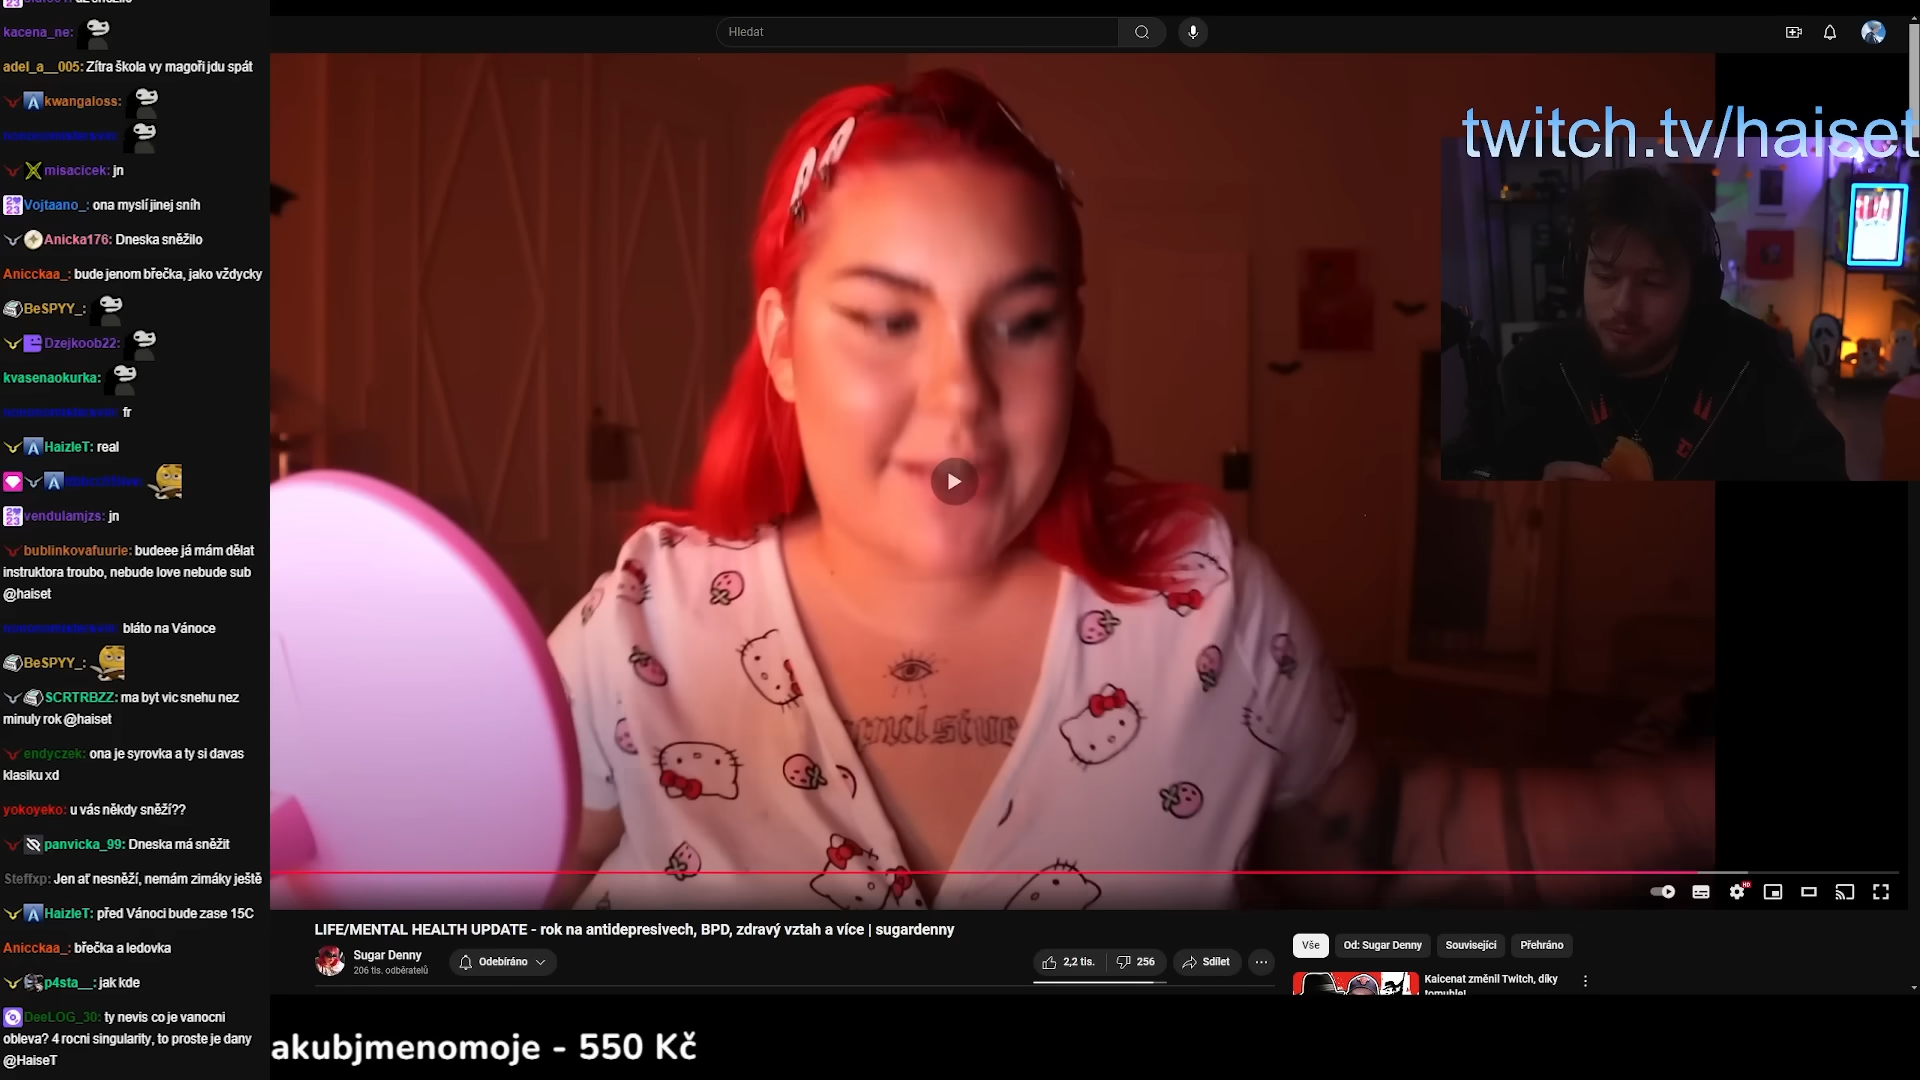 kacena_ne:
adel_a__005: Zítra škola vy magoři jdu spát
kwangaloss:
misacicek: jn
Vojtaano_: ona myslí jinej sníh
Anicka176: Dneska sněžilo
Anicckaa_: bude jenom břečka, jako vždycky
BeSPYY_:
Dzejkoob22:
kvasenaokurka:
fr
HaizleT: real
vendulamjzs: jn
bublinkovafuurie: budeee já mám dělat
instruktora troubo, nebude love nebude sub
@haiset
bláto na Vánoce
BeSPYY_:
SCRTRBZZ: ma byt vic snehu nez
minuly rok @haiset
endyczek: ona je syrovka a ty si davas
klasiku xd
yokoyeko: u vás někdy sněží??
panvicka_99: Dneska má sněžit
Steffxp: Jen ať nesněží, nemám zimáky ještě
HaizleT: před Vánoci bude zase 15C
Anicckaa_: břečka a ledovka
p4sta__: jak kde
DeeLOG_30: ty nevis co je vanocni
obleva? 4 rocni singularity, to proste je dany
@HaiseT
Hledat
twitch.tv/haiset
LIFE/MENTAL HEALTH UPDATE - rok na antidepresivech, BPD, zdravý vztah a více | sugardenny
Sugar Denny
206 tis. odběratelů
Odebíráno
2,2 tis.
256
Sdílet
Vše
Od: Sugar Denny
Související
Přehráno
Kaicenat změnil Twitch, díky
tomuhle!
akubjmenomoje - 550 Kč